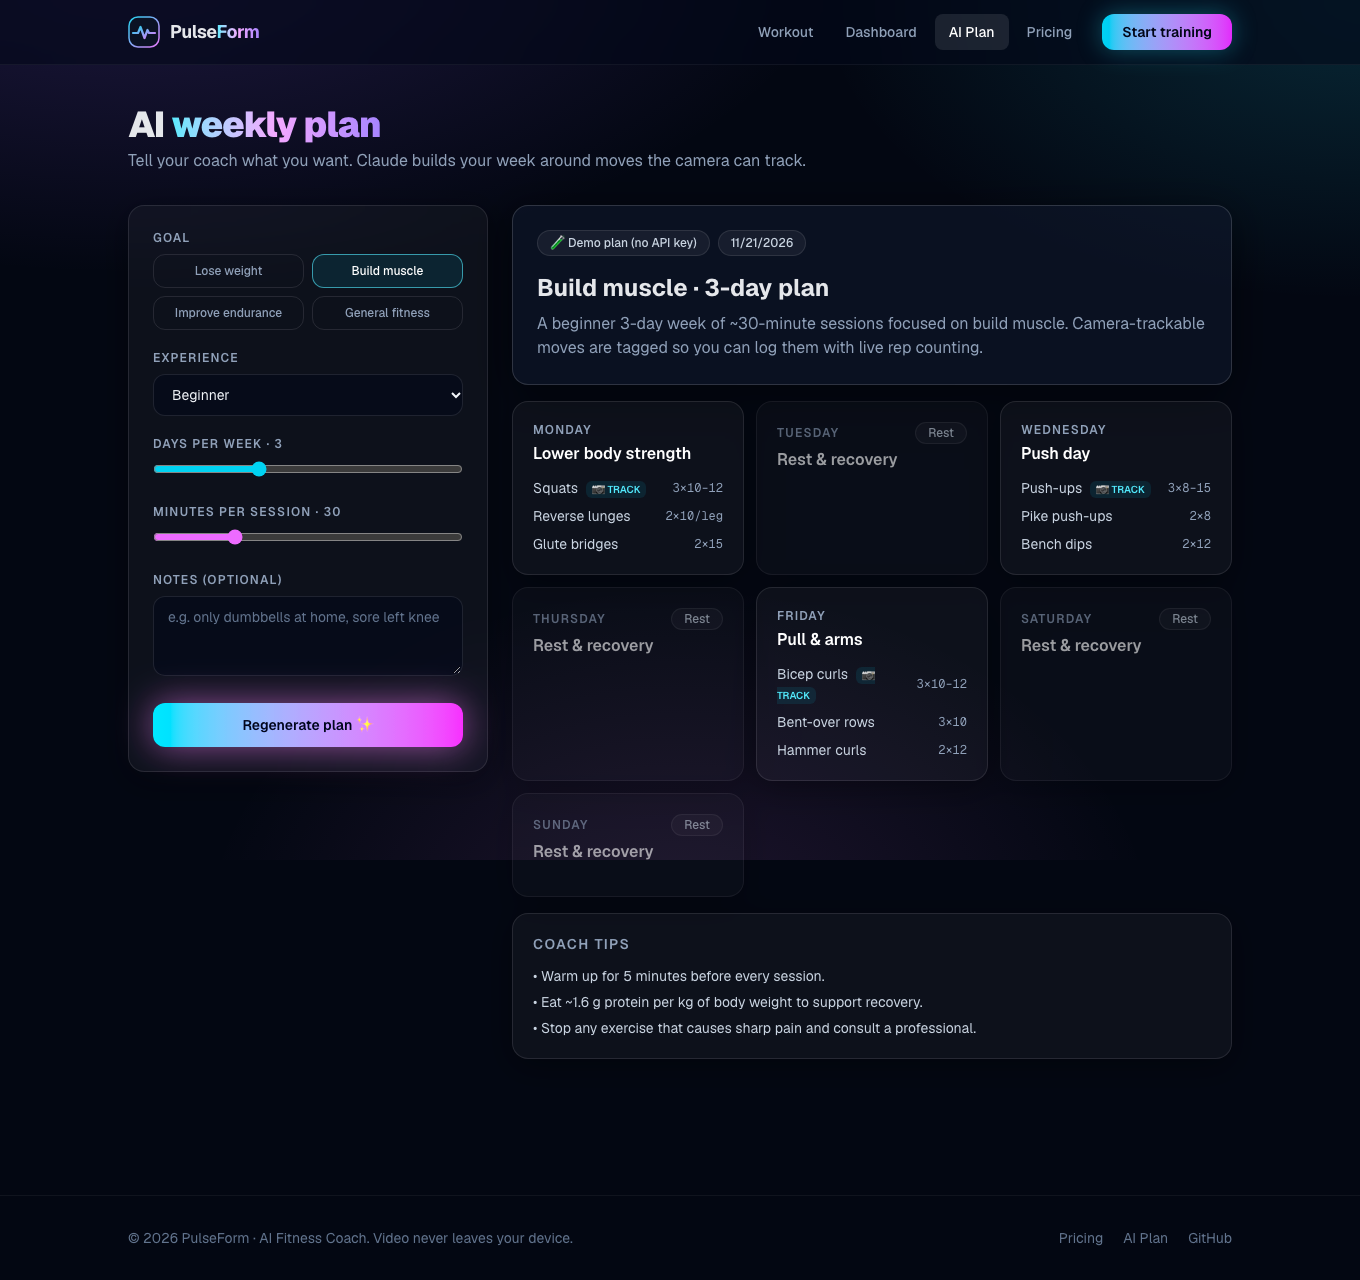 PulseForm
Workout
Dashboard
AI Plan
Pricing
Start training
AI weekly plan
Tell your coach what you want. Claude builds your week around moves the camera can track.
GOAL
Lose weight
Build muscle
Improve endurance
General fitness
EXPERIENCE
Beginner
DAYS PER WEEK · 3
MINUTES PER SESSION · 30
NOTES (OPTIONAL)
e.g. only dumbbells at home, sore left knee
Regenerate plan ✨
🧪 Demo plan (no API key)
11/21/2026
Build muscle · 3-day plan
A beginner 3-day week of ~30-minute sessions focused on build muscle. Camera-trackable
moves are tagged so you can log them with live rep counting.
MONDAY
Lower body strength
Squats 📷 TRACK 3×10–12
Reverse lunges 2×10/leg
Glute bridges 2×15
TUESDAY Rest
Rest & recovery
WEDNESDAY
Push day
Push-ups 📷 TRACK 3×8–15
Pike push-ups 2×8
Bench dips 2×12
THURSDAY Rest
Rest & recovery
FRIDAY
Pull & arms
Bicep curls 📷 3×10–12
TRACK
Bent-over rows 3×10
Hammer curls 2×12
SATURDAY Rest
Rest & recovery
SUNDAY Rest
Rest & recovery
COACH TIPS
• Warm up for 5 minutes before every session.
• Eat ~1.6 g protein per kg of body weight to support recovery.
• Stop any exercise that causes sharp pain and consult a professional.
© 2026 PulseForm · AI Fitness Coach. Video never leaves your device.
Pricing
AI Plan
GitHub